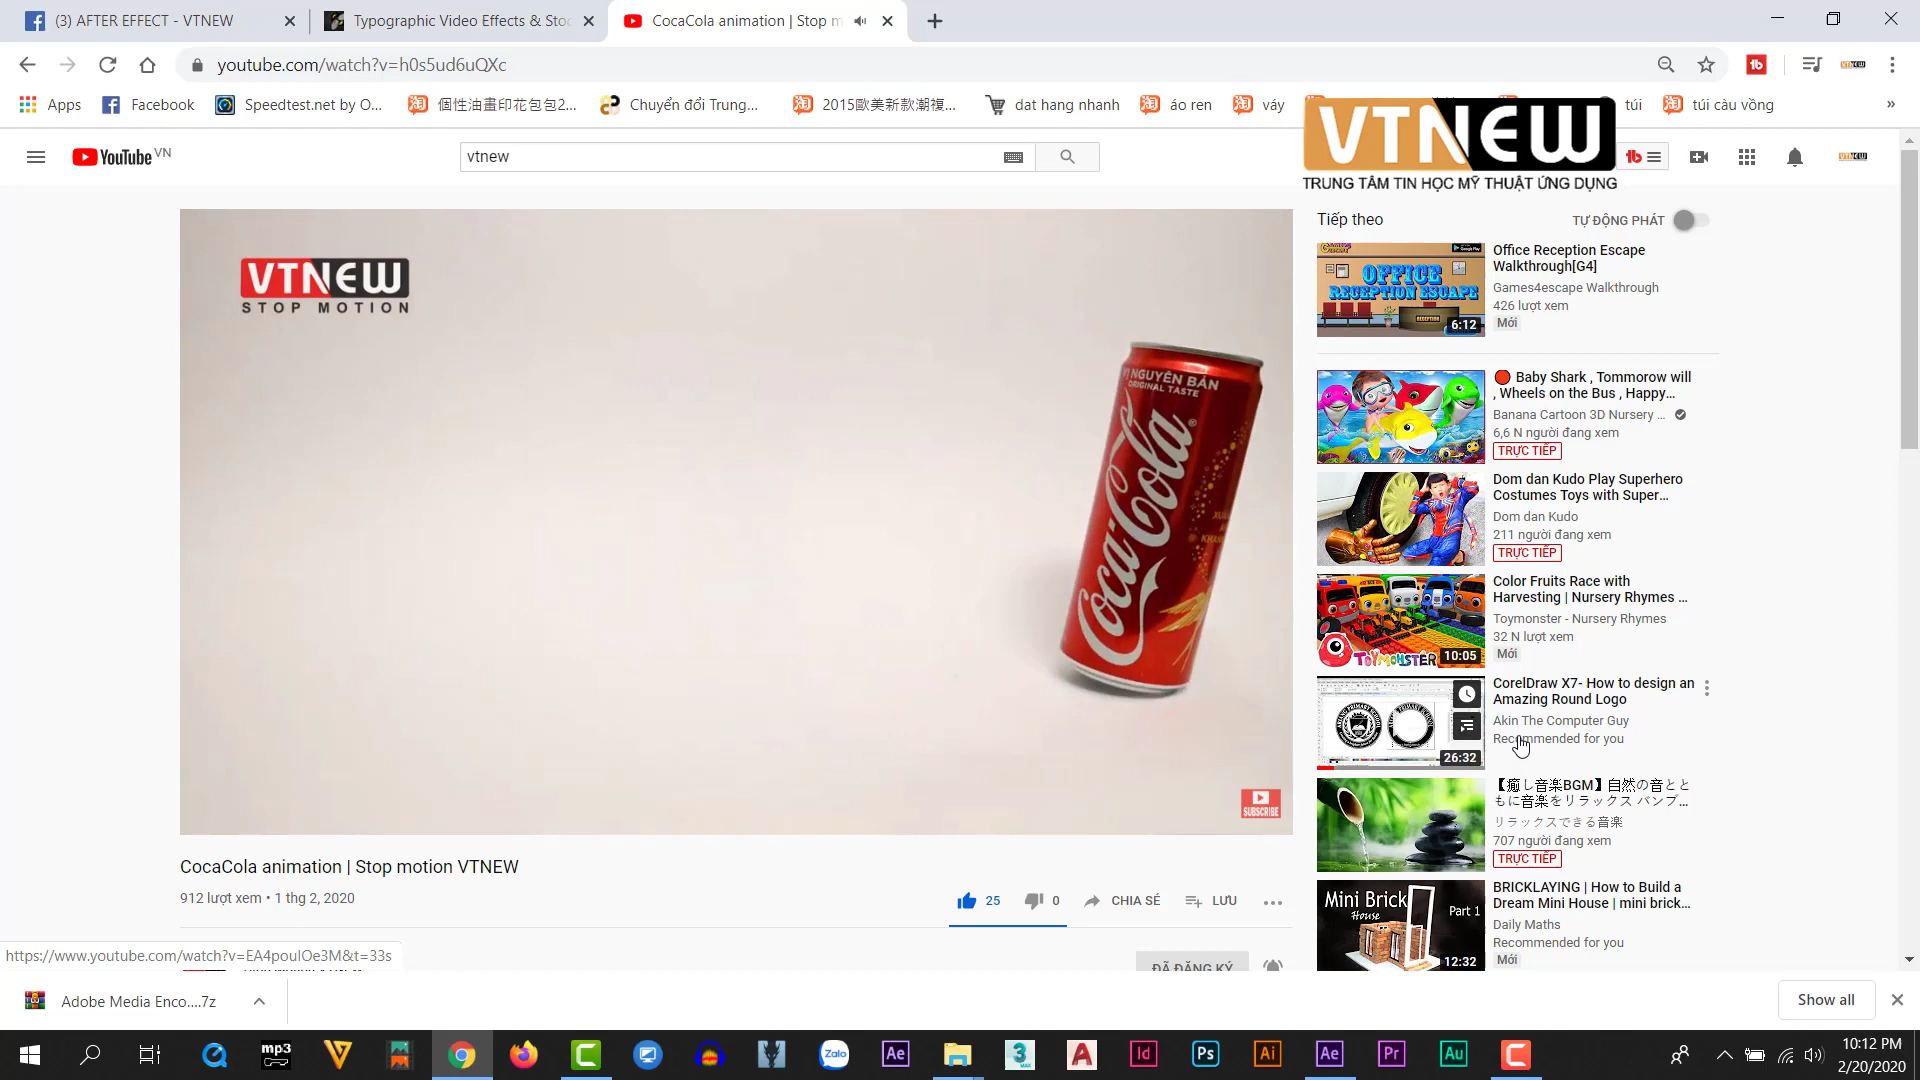 (3) AFTER EFFECT - VTNEW
Typographic Video Effects & Stoc
CocaCola animation | Stop m
youtube.com/watch?v=h0s5ud6uQXc
Apps
Facebook
Speedtest.net by O...
個性油畫印花包包2...
Chuyển đổi Trung...
2015歐美新款潮複...
dat hang nhanh
áo ren
váy
túi
túi càu vồng
VTNEW
TRUNG TÂM TIN HỌC MỸ THUẬT ỨNG DỤNG
YouTube VN
vtnew
VTNEW
STOP MOTION
VỊ NGUYÊN BẢN
ORIGINAL TASTE
Coca-Cola
SUBSCRIBE
CocaCola animation | Stop motion VTNEW
912 lượt xem • 1 thg 2, 2020
25
0
CHIA SẺ
LƯU
ĐÃ ĐĂNG KÝ
Tiếp theo
TỰ ĐỘNG PHÁT
OFFICE
RECEPTION ESCAPE
6:12
Office Reception Escape
Walkthrough[G4]
Games4escape Walkthrough
426 lượt xem
Mới
Baby Shark , Tommorow will
, Wheels on the Bus , Happy...
Banana Cartoon 3D Nursery ...
6,6 N người đang xem
TRỰC TIẾP
Dom dan Kudo Play Superhero
Costumes Toys with Super...
Dom dan Kudo
211 người đang xem
TRỰC TIẾP
TOYMONSTER
10:05
Color Fruits Race with
Harvesting | Nursery Rhymes ...
Toymonster - Nursery Rhymes
32 N lượt xem
Mới
26:32
CorelDraw X7- How to design an
Amazing Round Logo
Akin The Computer Guy
Recommended for you
【癒し音楽BGM】自然の音とと
もに音楽をリラックス バンブ...
リラックスできる音楽
707 người đang xem
TRỰC TIẾP
Mini Brick
House
Part 1
12:32
BRICKLAYING | How to Build a
Dream Mini House | mini brick...
Daily Maths
Recommended for you
Mới
https://www.youtube.com/watch?v=EA4pouIOe3M&t=33s
Adobe Media Enco....7z
Show all
mp3
Zalo
Ae
3
MAX
Id
Ps
Ai
Ae
Pr
Au
10:12 PM
2/20/2020